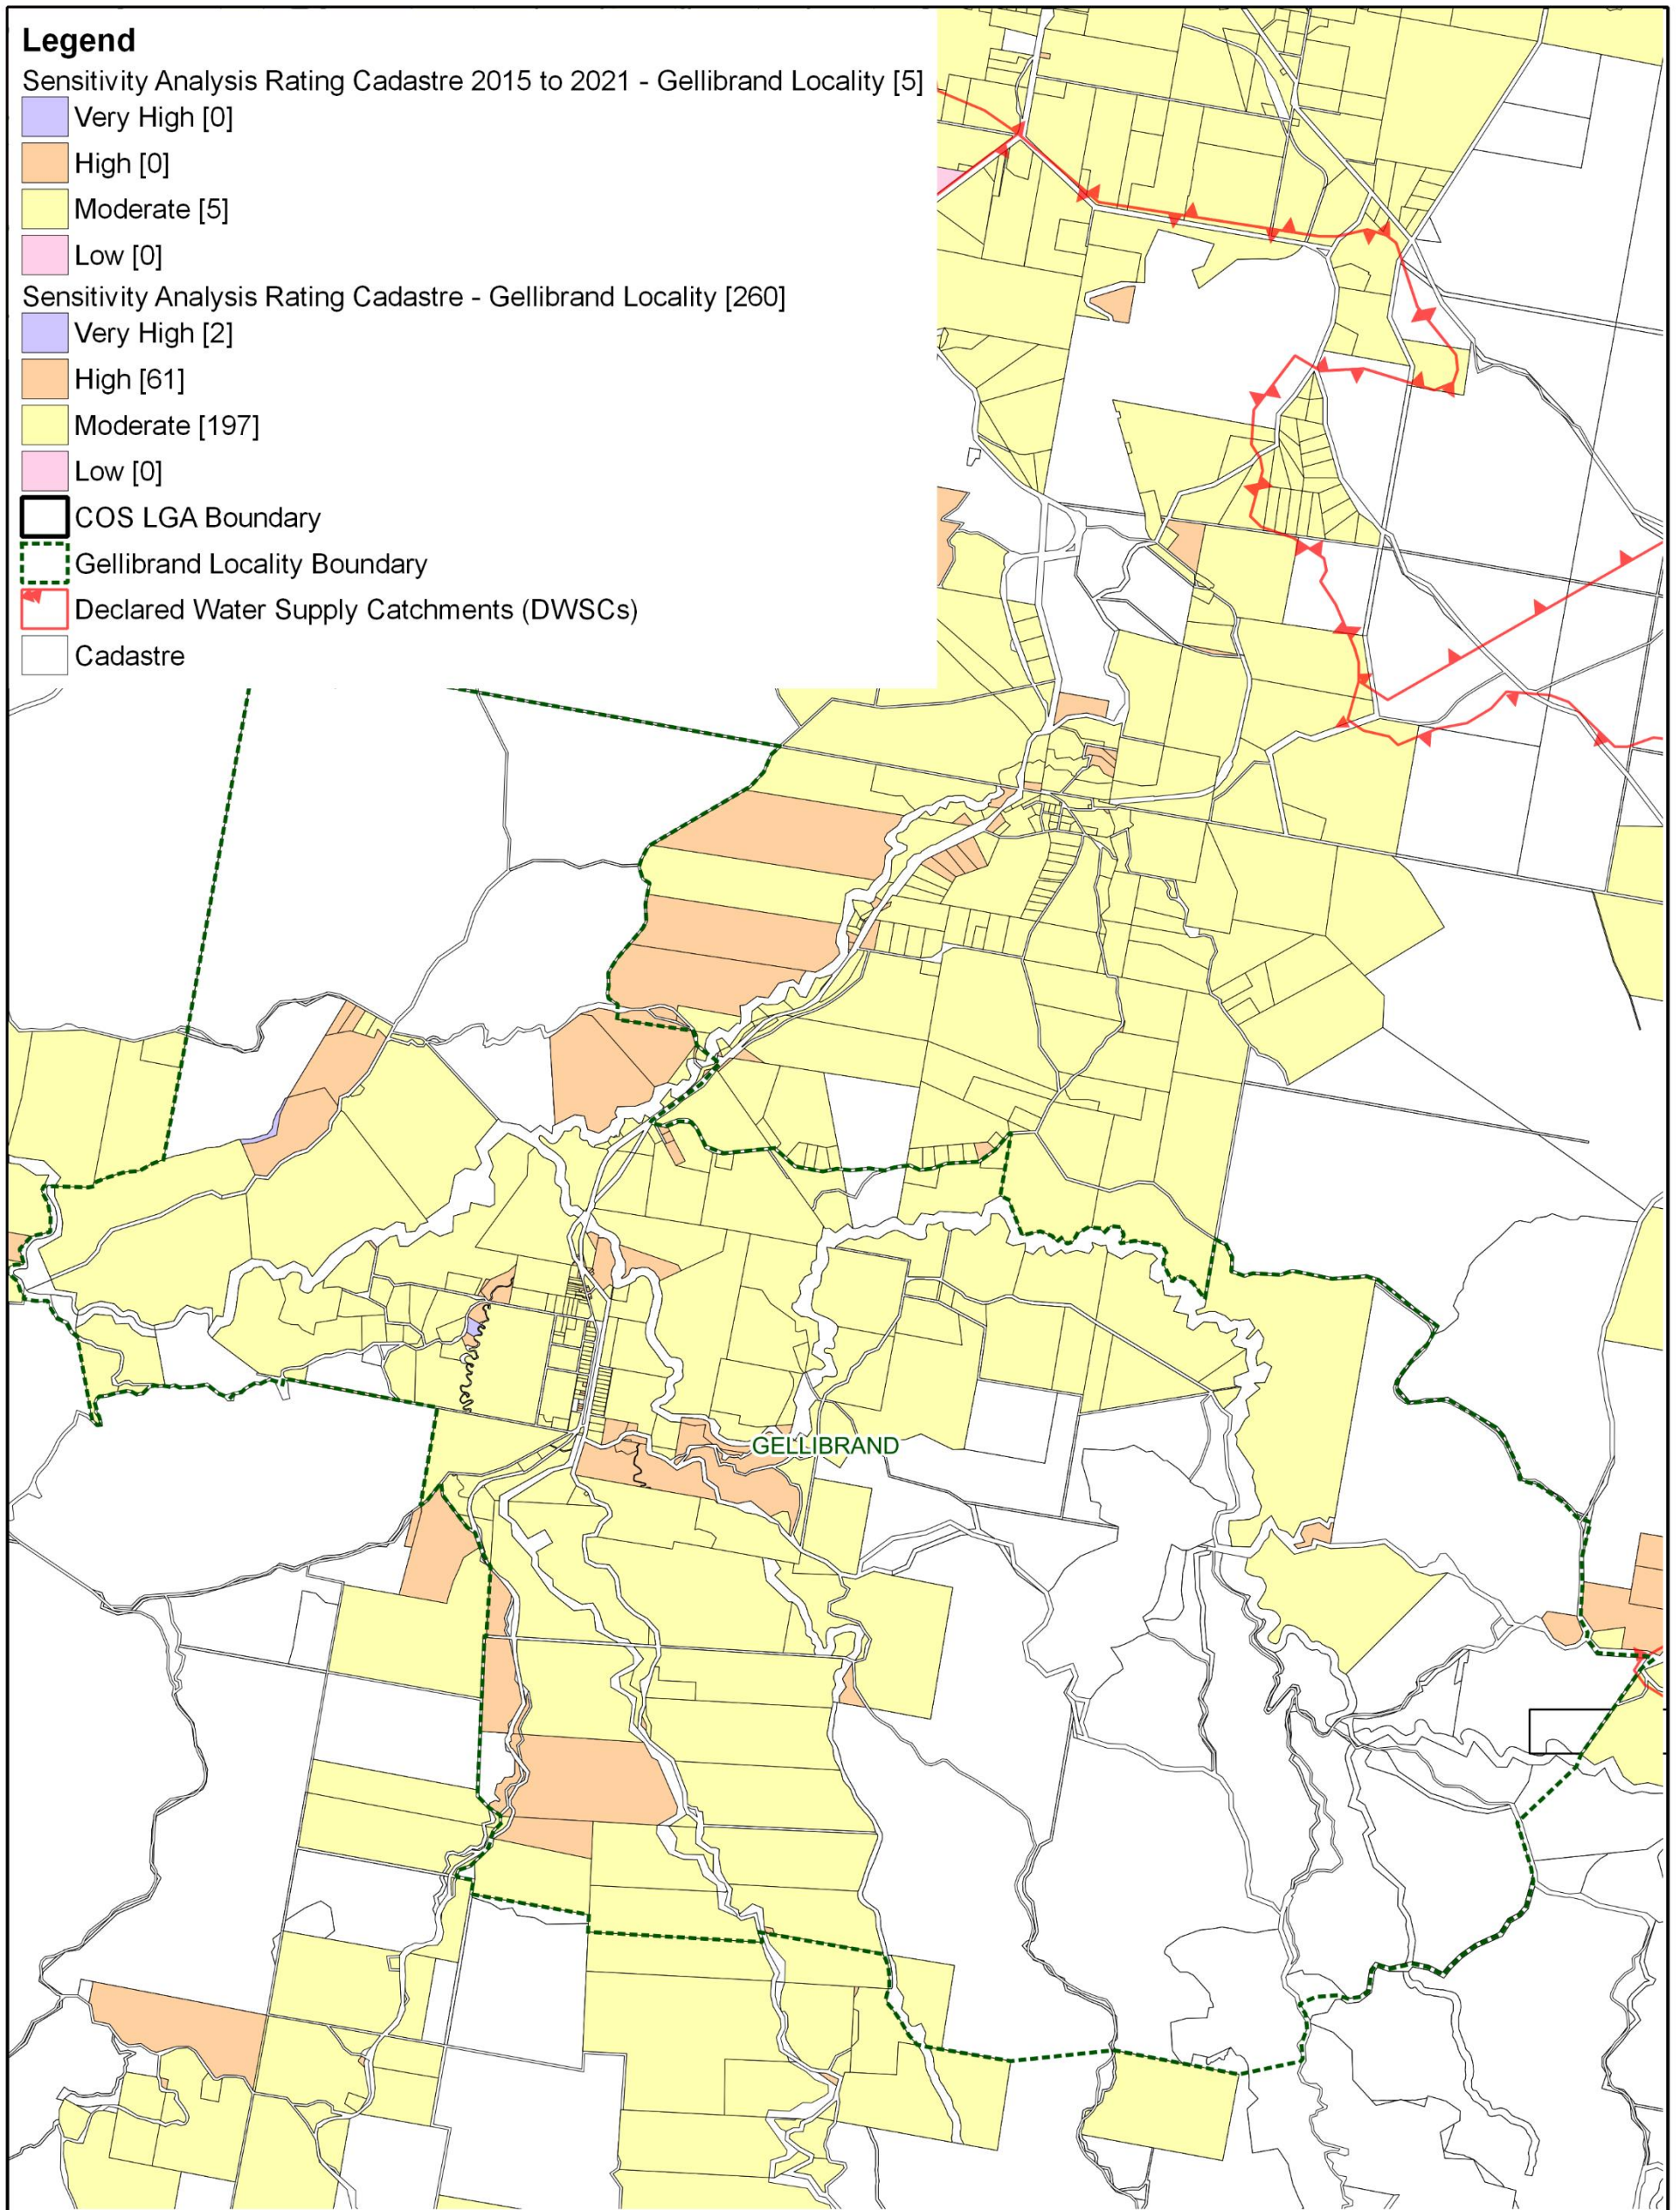 Legend
Sensitivity Analysis Rating Cadastre 2015 to 2021 - Gellibrand Locality [5]
Very High [0]
High [0]
Moderate [5]
Low [0]
Sensitivity Analysis Rating Cadastre - Gellibrand Locality [260]
Very High [2]
High [61]
Moderate [197]
Low [0]
COS LGA Boundary
Gellibrand Locality Boundary
Declared Water Supply Catchments (DWSCs)
Cadastre
GELLIBRAND